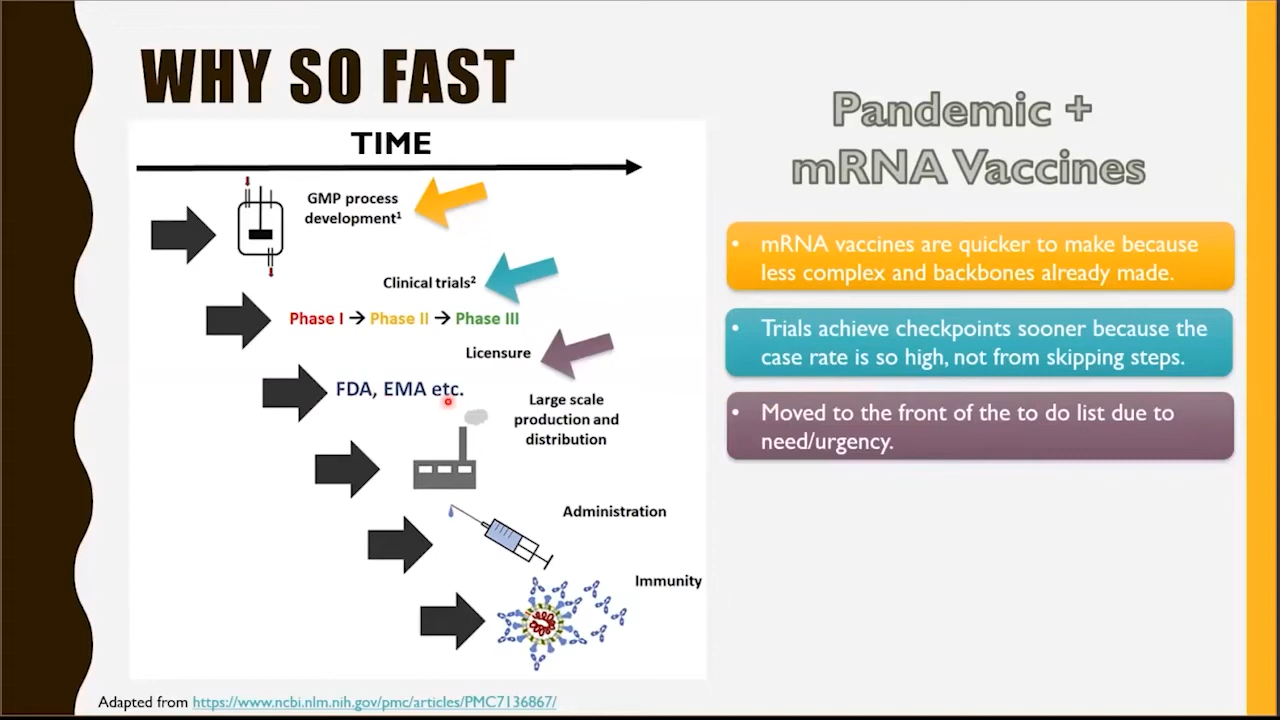 WHY SO FAST
TIME
GMP process
development¹
Clinical trials²
Phase I → Phase II → Phase III
Licensure
FDA, EMA etc.
Large scale
production and
distribution
Administration
Immunity
Pandemic +
mRNA Vaccines
• mRNA vaccines are quicker to make because
less complex and backbones already made.
• Trials achieve checkpoints sooner because the
case rate is so high, not from skipping steps.
• Moved to the front of the to do list due to
need/urgency.
Adapted from https://www.ncbi.nlm.nih.gov/pmc/articles/PMC7136867/